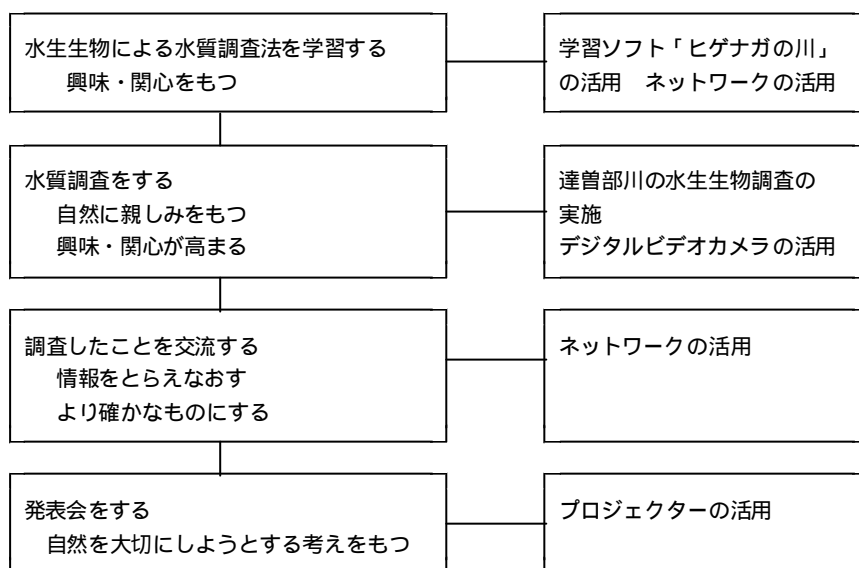 水生生物による水質調査法を学習する
興味・関心をもつ
学習ソフト「ヒゲナガの川」
の活用　ネットワークの活用
水質調査をする
自然に親しみをもつ
興味・関心が高まる
達曽部川の水生生物調査の
実施
デジタルビデオカメラの活用
調査したことを交流する
情報をとらえなおす
より確かなものにする
ネットワークの活用
発表会をする
自然を大切にしようとする考えをもつ
プロジェクターの活用